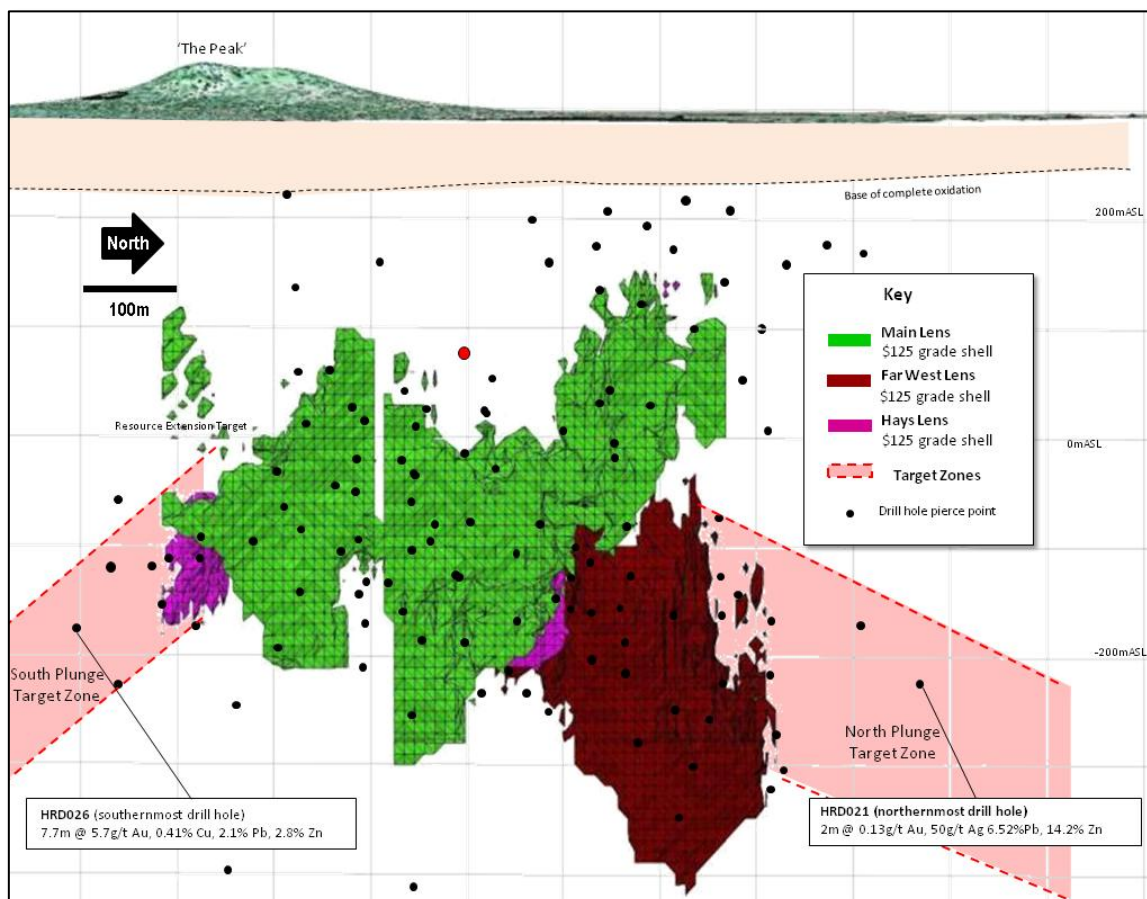 'The Peak'
Base of complete oxidation
200mASL
North
100m
Key
Main Lens
$125 grade shell
Far West Lens
$125 grade shell
Hays Lens
$125 grade shell
Target Zones
Drill hole pierce point
Resource Extension Target
0mASL
-200mASL
South Plunge
Target Zone
North Plunge
Target Zone
HRD026 (southernmost drill hole)
7.7m @ 5.7g/t Au, 0.41% Cu, 2.1% Pb, 2.8% Zn
HRD021 (northernmost drill hole)
2m @ 0.13g/t Au, 50g/t Ag 6.52%Pb, 14.2% Zn